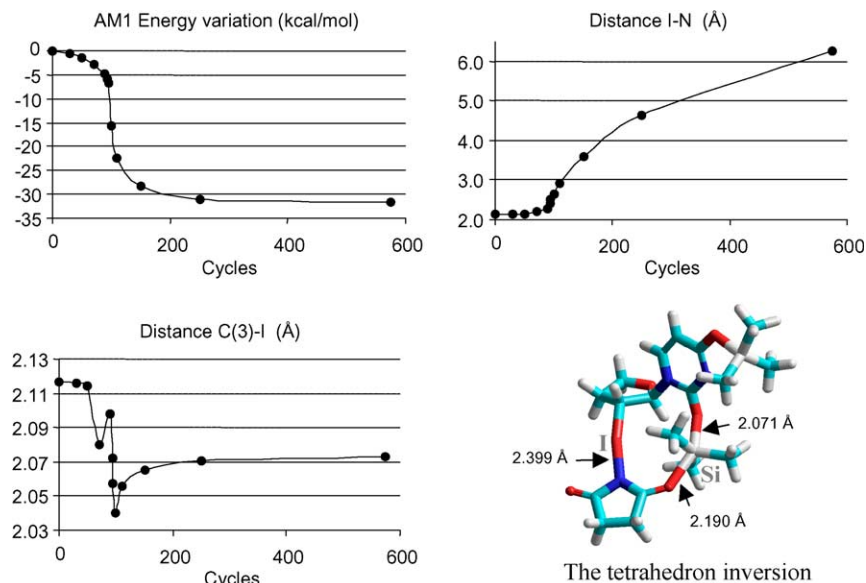 AM1 Energy variation (kcal/mol)
0
-5
-10
-15
-20
-25
-30
-35
0 200 400 600
Cycles
Distance I-N (Å)
6.0
5.0
4.0
3.0
2.0
0 200 400 600
Cycles
Distance C(3)-I (Å)
2.13
2.11
2.09
2.07
2.05
2.03
0 200 400 600
Cycles
2.071 Å
I
2.399 Å
Si
2.190 Å
The tetrahedron inversion